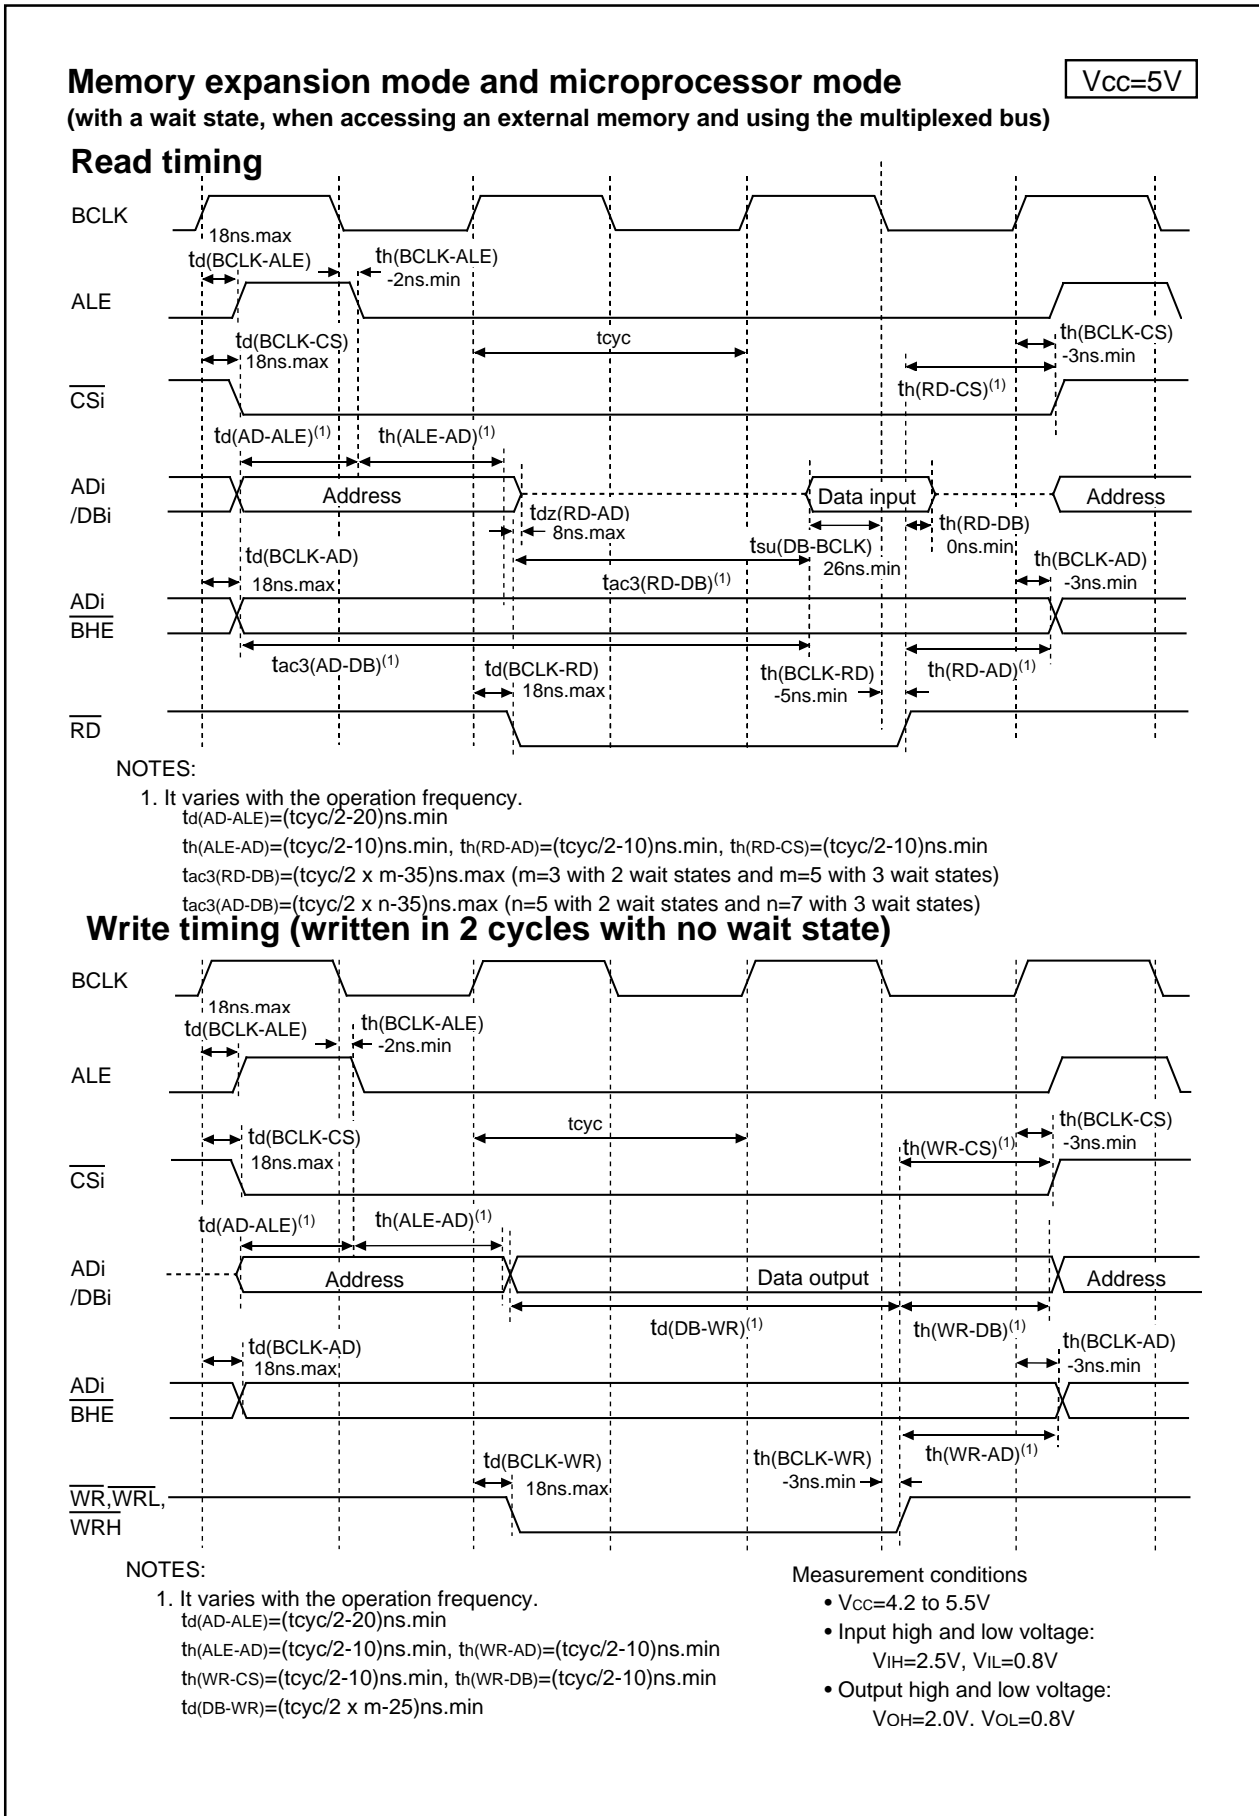 Memory expansion mode and microprocessor mode
Vcc=5V
(with a wait state, when accessing an external memory and using the multiplexed bus)
Read timing
BCLK
18ns.max
td(BCLK-ALE)
th(BCLK-ALE)
-2ns.min
ALE
td(BCLK-CS)
18ns.max
tcyc
th(BCLK-CS)
-3ns.min
th(RD-CS)(1)
CSi
td(AD-ALE)(1)
th(ALE-AD)(1)
ADi
/DBi
Address
Data input
Address
tdz(RD-AD)
8ns.max
th(RD-DB)
0ns.min
tsu(DB-BCLK)
26ns.min
td(BCLK-AD)
18ns.max
tac3(RD-DB)(1)
th(BCLK-AD)
-3ns.min
ADi
BHE
tac3(AD-DB)(1)
td(BCLK-RD)
18ns.max
th(BCLK-RD)
-5ns.min
th(RD-AD)(1)
RD
NOTES:
1. It varies with the operation frequency.
td(AD-ALE)=(tcyc/2-20)ns.min
th(ALE-AD)=(tcyc/2-10)ns.min, th(RD-AD)=(tcyc/2-10)ns.min, th(RD-CS)=(tcyc/2-10)ns.min
tac3(RD-DB)=(tcyc/2 x m-35)ns.max (m=3 with 2 wait states and m=5 with 3 wait states)
tac3(AD-DB)=(tcyc/2 x n-35)ns.max (n=5 with 2 wait states and n=7 with 3 wait states)
Write timing (written in 2 cycles with no wait state)
BCLK
18ns.max
td(BCLK-ALE)
th(BCLK-ALE)
-2ns.min
ALE
td(BCLK-CS)
18ns.max
tcyc
th(BCLK-CS)
-3ns.min
th(WR-CS)(1)
CSi
td(AD-ALE)(1)
th(ALE-AD)(1)
ADi
/DBi
Address
Data output
Address
td(DB-WR)(1)
th(WR-DB)(1)
td(BCLK-AD)
18ns.max
th(BCLK-AD)
-3ns.min
ADi
BHE
td(BCLK-WR)
18ns.max
th(BCLK-WR)
-3ns.min
th(WR-AD)(1)
WR,WRL,
WRH
NOTES:
1. It varies with the operation frequency.
td(AD-ALE)=(tcyc/2-20)ns.min
th(ALE-AD)=(tcyc/2-10)ns.min, th(WR-AD)=(tcyc/2-10)ns.min
th(WR-CS)=(tcyc/2-10)ns.min, th(WR-DB)=(tcyc/2-10)ns.min
td(DB-WR)=(tcyc/2 x m-25)ns.min
Measurement conditions
• VCC=4.2 to 5.5V
• Input high and low voltage:
VIH=2.5V, VIL=0.8V
• Output high and low voltage:
VOH=2.0V. VOL=0.8V